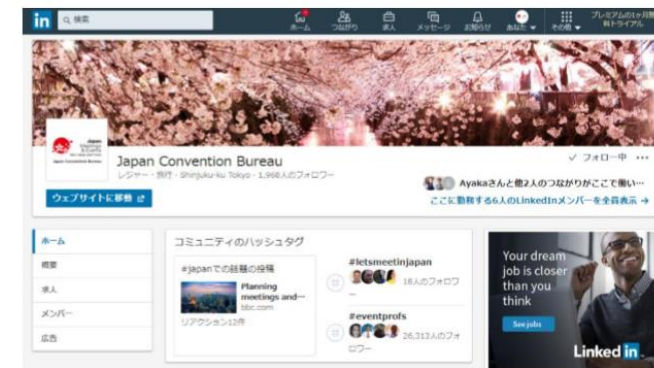 in 検索
ホーム つながり 求人 メッセージ お知らせ あなた その他 プレミアムの1ヶ月無
料トライアル
Japan
Meetings
& Events
Japan Convention Bureau
Japan Convention Bureau
レジャー・旅行・Shinjuku-ku Tokyo・1,968人のフォロワー
フォロー中 ...
Ayakaさんと他2人のつながりがここで働い…
ウェブサイトに移動
ここに勤務する6人のLinkedInメンバーを全員表示 →
ホーム
概要
求人
メンバー
広告
コミュニティのハッシュタグ
#japanでの話題の投稿
Planning
meetings and…
bbc.com
リアクション12件
#letsmeetinjapan
18人のフォロワ
ー
#eventprofs
26,313人のフォ
ロワー
Your dream
job is closer
than you
think
See jobs
Linked in